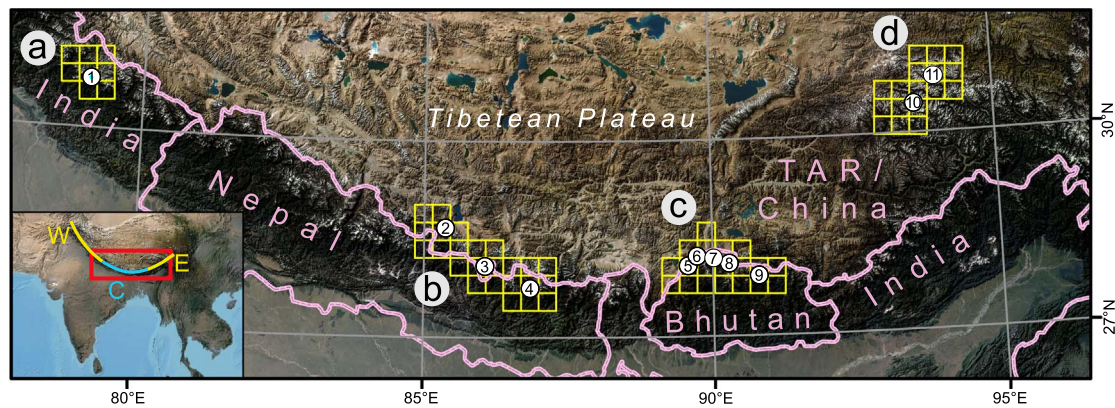 a
d
1
11
10
30°N
India
Tibetean Plateau
TAR/
China
Nepal
c
2
3
4
b
5
6
7
8
9
India
Bhutan
27°N
W
E
C
80°E
85°E
90°E
95°E